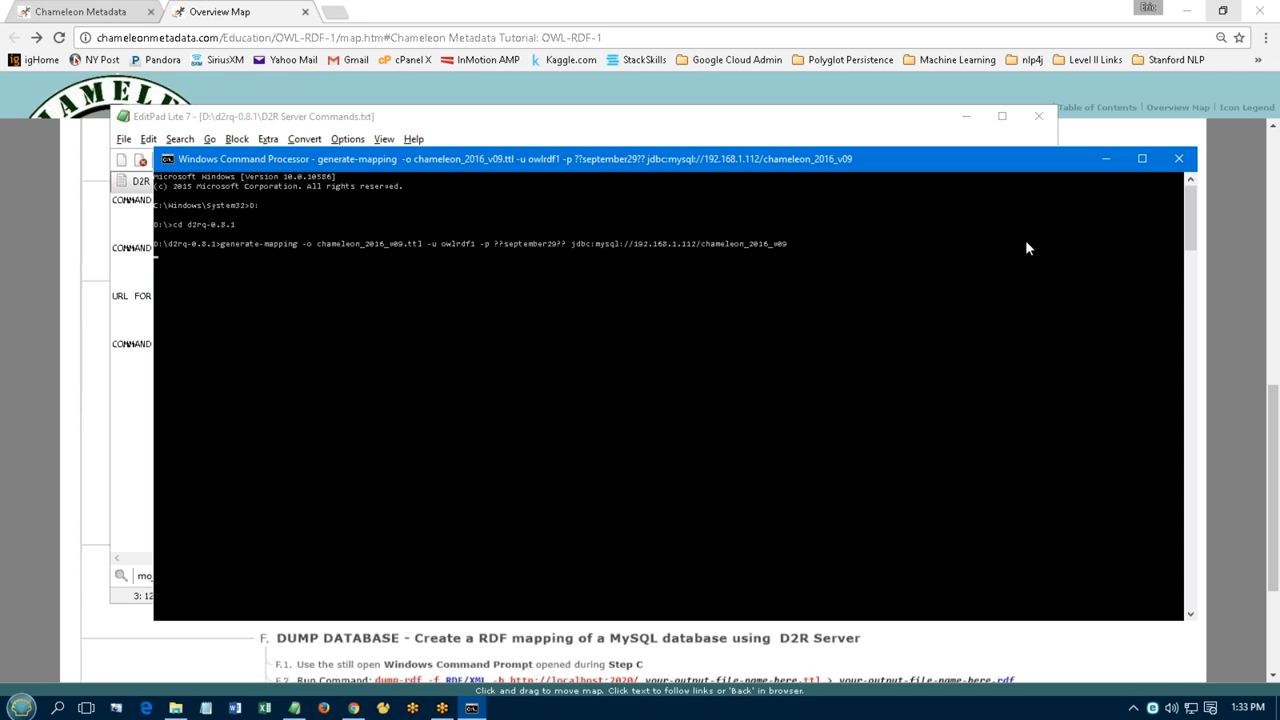 Chameleon Metadata
Overview Map
Eric
chameleonmetadata.com/Education/OWL-RDF-1/map.htm#Chameleon Metadata Tutorial: OWL-RDF-1
igHome
NY Post
Pandora
SiriusXM
Yahoo Mail
Gmail
cPanel X
InMotion AMP
Kaggle.com
StackSkills
Google Cloud Admin
Polyglot Persistence
Machine Learning
nlp4j
Level II Links
Stanford NLP
»
Table of Contents | Overview Map | Icon Legend
EditPad Lite 7 - [D:\d2rq-0.8.1\D2R Server Commands.txt]
File Edit Search Go Block Extra Convert Options View Help
Windows Command Processor - generate-mapping -o chameleon_2016_v09.ttl -u owlrdf1 -p ??september29?? jdbc:mysql://192.168.1.112/chameleon_2016_v09
D2R
Microsoft Windows [Version 10.0.10586]
(c) 2015 Microsoft Corporation. All rights reserved.
C:\Windows\System32>D:
D:\>cd d2rq-0.8.1
D:\d2rq-0.8.1>generate-mapping -o chameleon_2016_v09.ttl -u owlrdf1 -p ??september29?? jdbc:mysql://192.168.1.112/chameleon_2016_v09
COMMAND
COMMAND
URL FOR
COMMAND
mo
3: 12
F. DUMP DATABASE - Create a RDF mapping of a MySQL database using D2R Server
F.1. Use the still open Windows Command Prompt opened during Step C
F.2. Run Command: dump-rdf -f RDF/XML -b http://localhost:2020/ your-output-file-name-here.ttl > your-output-file-name-here.rdf
Click and drag to move map. Click text to follow links or 'Back' in browser.
1:33 PM